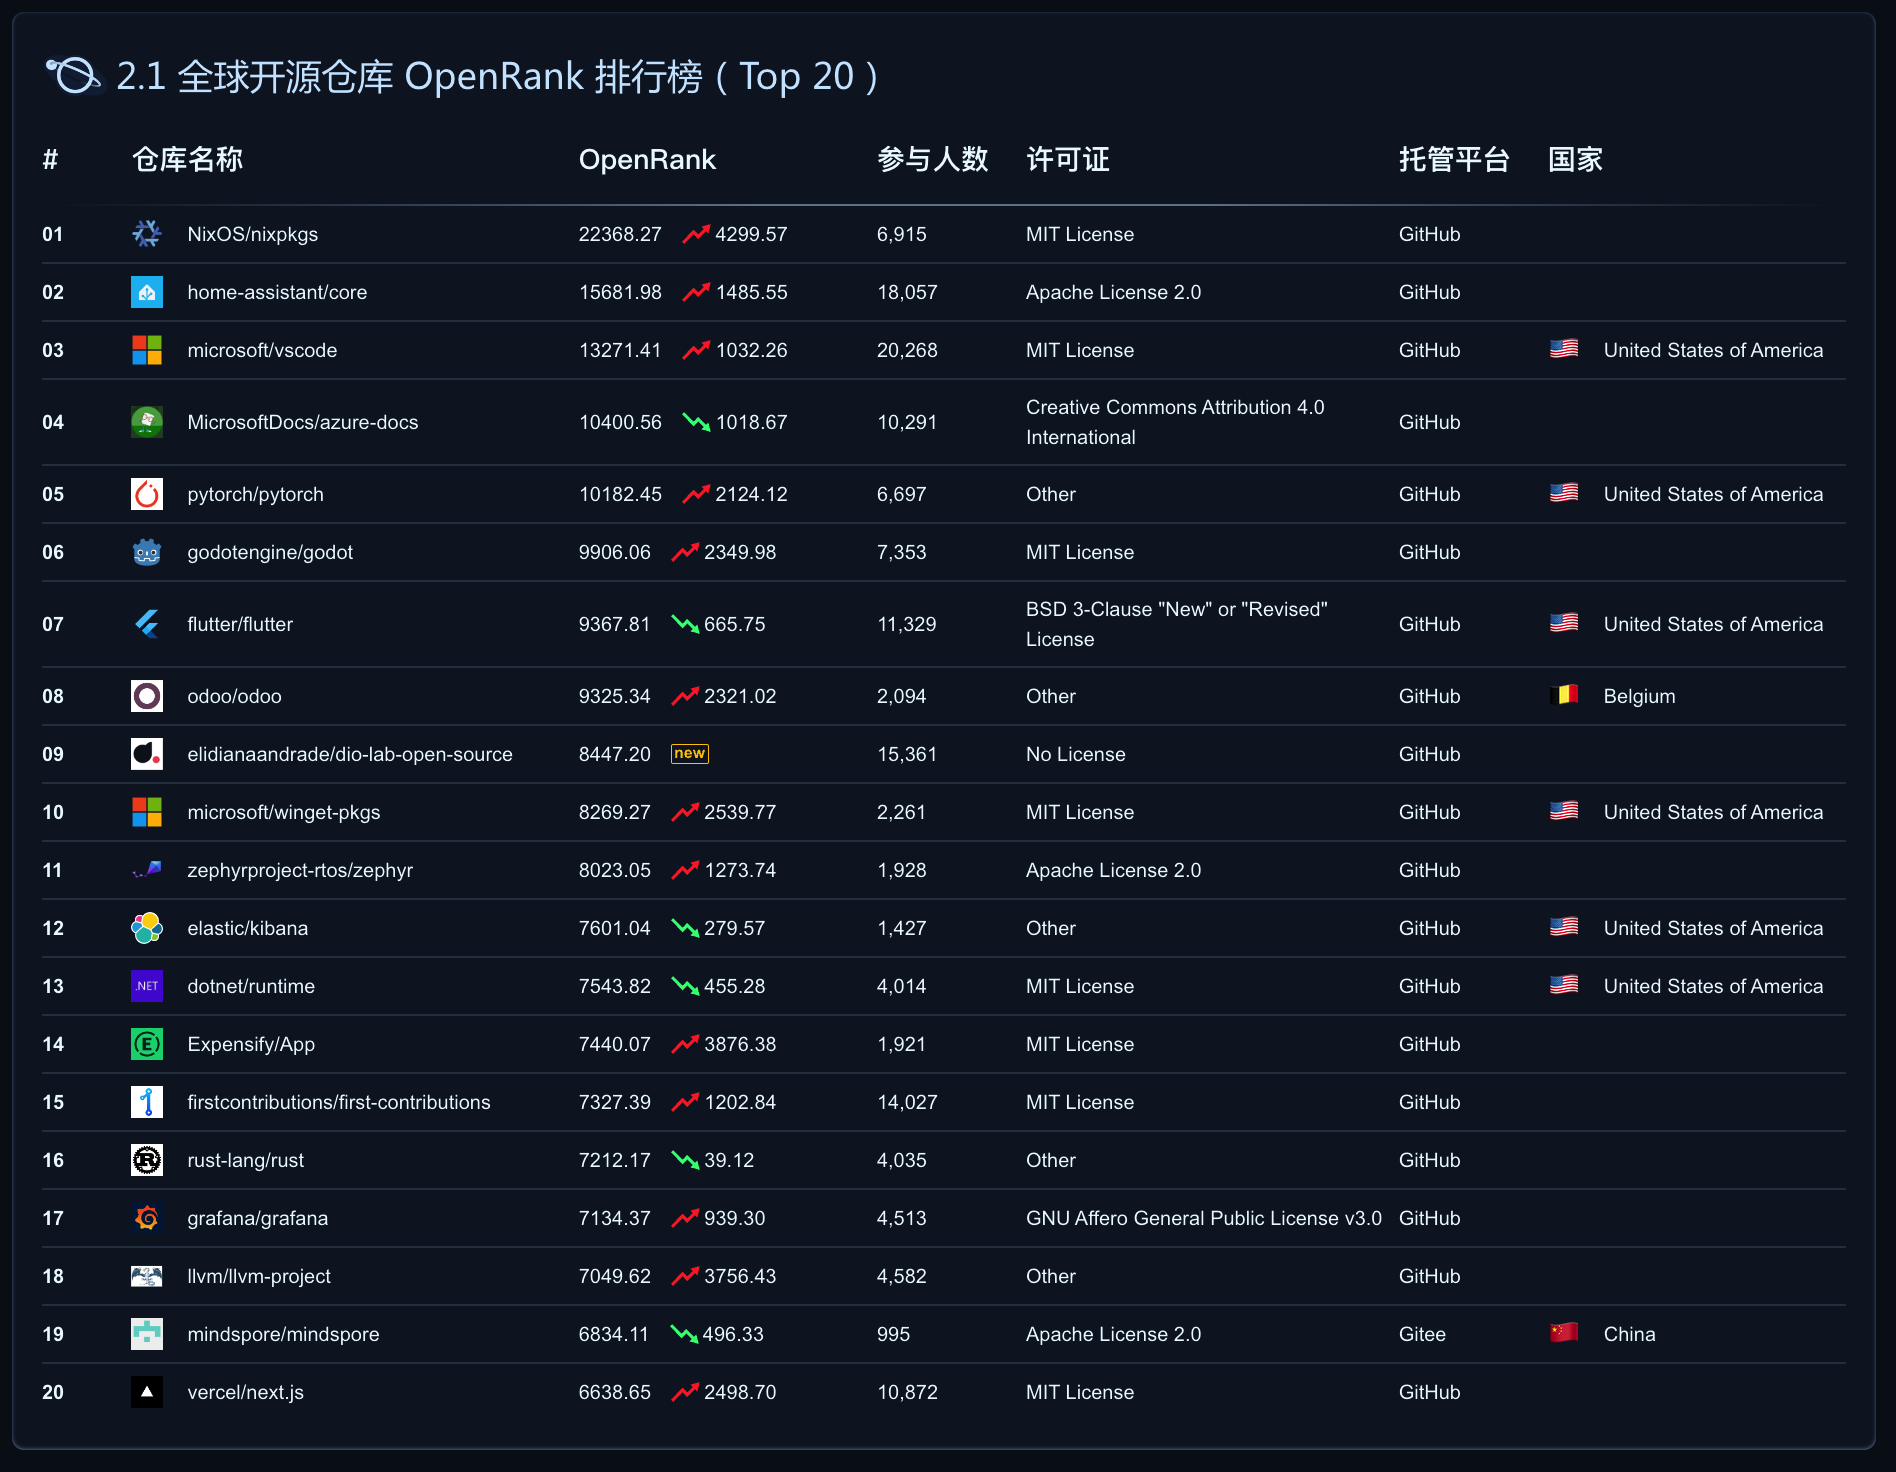 2.1 全球开源仓库 OpenRank 排行榜 ( Top 20 )
# 仓库名称 OpenRank 参与人数 许可证 托管平台 国家
01 NixOS/nixpkgs 22368.27 4299.57 6,915 MIT License GitHub
02 home-assistant/core 15681.98 1485.55 18,057 Apache License 2.0 GitHub
03 microsoft/vscode 13271.41 1032.26 20,268 MIT License GitHub United States of America
04 MicrosoftDocs/azure-docs 10400.56 1018.67 10,291 Creative Commons Attribution 4.0 GitHub
International
05 pytorch/pytorch 10182.45 2124.12 6,697 Other GitHub United States of America
06 godotengine/godot 9906.06 2349.98 7,353 MIT License GitHub
07 flutter/flutter 9367.81 665.75 11,329 BSD 3-Clause "New" or "Revised" GitHub United States of America
License
08 odoo/odoo 9325.34 2321.02 2,094 Other GitHub Belgium
09 elidianaandrade/dio-lab-open-source 8447.20 new 15,361 No License GitHub
10 microsoft/winget-pkgs 8269.27 2539.77 2,261 MIT License GitHub United States of America
11 zephyrproject-rtos/zephyr 8023.05 1273.74 1,928 Apache License 2.0 GitHub
12 elastic/kibana 7601.04 279.57 1,427 Other GitHub United States of America
13 .NET dotnet/runtime 7543.82 455.28 4,014 MIT License GitHub United States of America
14 E Expensify/App 7440.07 3876.38 1,921 MIT License GitHub
15 firstcontributions/first-contributions 7327.39 1202.84 14,027 MIT License GitHub
16 R rust-lang/rust 7212.17 39.12 4,035 Other GitHub
17 grafana/grafana 7134.37 939.30 4,513 GNU Affero General Public License v3.0 GitHub
18 llvm/llvm-project 7049.62 3756.43 4,582 Other GitHub
19 mindspore/mindspore 6834.11 496.33 995 Apache License 2.0 Gitee China
20 vercel/next.js 6638.65 2498.70 10,872 MIT License GitHub